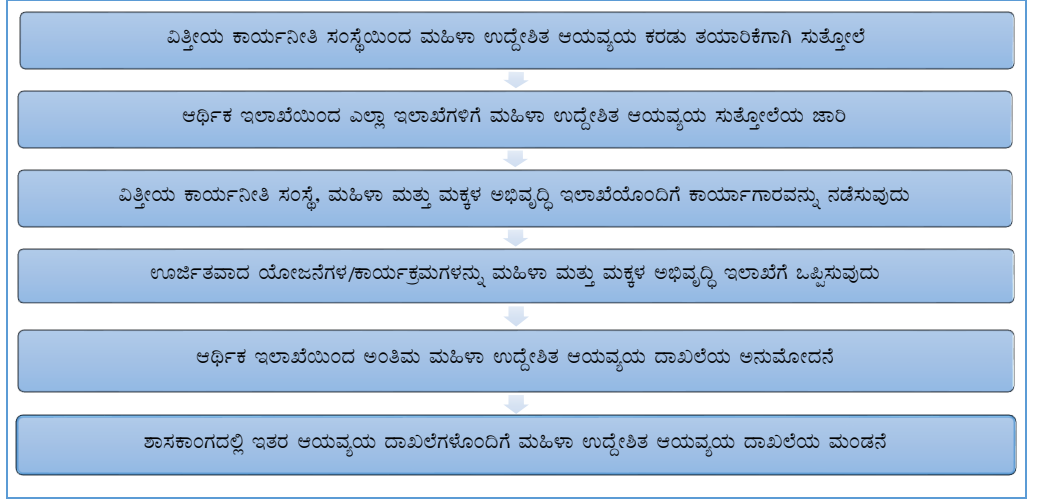 ವಿತ್ತೀಯ ಕಾರ್ಯನೀತಿ ಸಂಸ್ಥೆಯಿಂದ ಮಹಿಳಾ ಉದ್ದೇಶಿತ ಆಯವ್ಯಯ ಕರಡು ತಯಾರಿಕೆಗಾಗಿ ಸುತ್ತೋಲೆ
ಆರ್ಥಿಕ ಇಲಾಖೆಯಿಂದ ಎಲ್ಲಾ ಇಲಾಖೆಗಳಿಗೆ ಮಹಿಳಾ ಉದ್ದೇಶಿತ ಆಯವ್ಯಯ ಸುತ್ತೋಲೆಯ ಜಾರಿ
ವಿತ್ತೀಯ ಕಾರ್ಯನೀತಿ ಸಂಸ್ಥೆ, ಮಹಿಳಾ ಮತ್ತು ಮಕ್ಕಳ ಅಭಿವೃದ್ಧಿ ಇಲಾಖೆಯೊಂದಿಗೆ ಕಾರ್ಯಾಗಾರವನ್ನು ನಡೆಸುವುದು
ಊರ್ಜಿತವಾದ ಯೋಜನೆಗಳ/ಕಾರ್ಯಕ್ರಮಗಳನ್ನು ಮಹಿಳಾ ಮತ್ತು ಮಕ್ಕಳ ಅಭಿವೃದ್ಧಿ ಇಲಾಖೆಗೆ ಒಪ್ಪಿಸುವುದು
ಆರ್ಥಿಕ ಇಲಾಖೆಯಿಂದ ಅಂತಿಮ ಮಹಿಳಾ ಉದ್ದೇಶಿತ ಆಯವ್ಯಯ ದಾಖಲೆಯ ಅನುಮೋದನೆ
ಶಾಸಕಾಂಗದಲ್ಲಿ ಇತರ ಆಯವ್ಯಯ ದಾಖಲೆಗಳೊಂದಿಗೆ ಮಹಿಳಾ ಉದ್ದೇಶಿತ ಆಯವ್ಯಯ ದಾಖಲೆಯ ಮಂಡನೆ